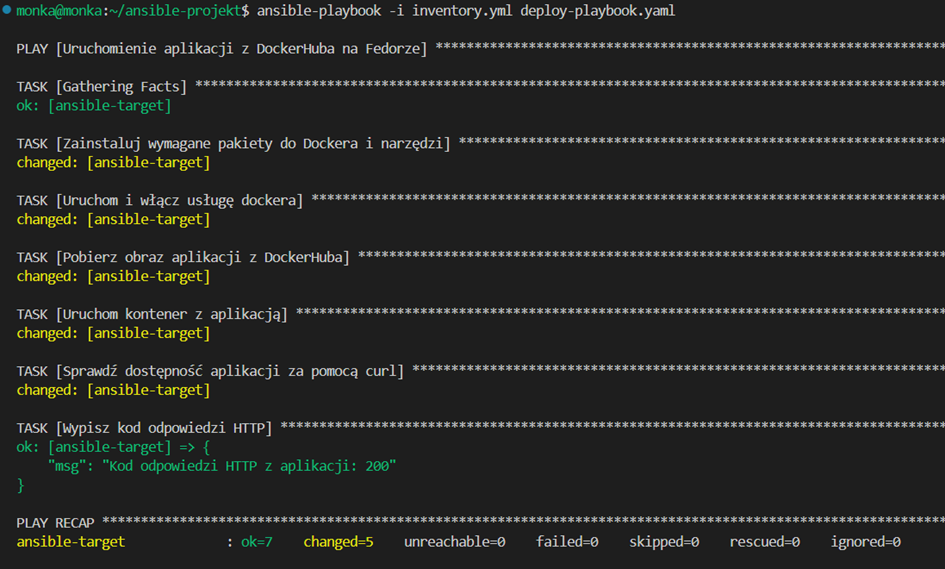 monka@monka:~/ansible-projekt$ ansible-playbook -i inventory.yml deploy-playbook.yaml
PLAY [Uruchomienie aplikacji z DockerHuba na Fedorze] *****************************************************************
TASK [Gathering Facts] ************************************************************************************************
ok: [ansible-target]
TASK [Zainstaluj wymagane pakiety do Dockera i narzędzi] **************************************************************
changed: [ansible-target]
TASK [Uruchom i włącz usługę dockera] *********************************************************************************
changed: [ansible-target]
TASK [Pobierz obraz aplikacji z DockerHuba] ***************************************************************************
changed: [ansible-target]
TASK [Uruchom kontener z aplikacją] ***********************************************************************************
changed: [ansible-target]
TASK [Sprawdź dostępność aplikacji za pomocą curl] ********************************************************************
changed: [ansible-target]
TASK [Wypisz kod odpowiedzi HTTP] *************************************************************************************
ok: [ansible-target] => {
    "msg": "Kod odpowiedzi HTTP z aplikacji: 200"
}
PLAY RECAP ************************************************************************************************************
ansible-target             : ok=7    changed=5    unreachable=0    failed=0    skipped=0    rescued=0    ignored=0